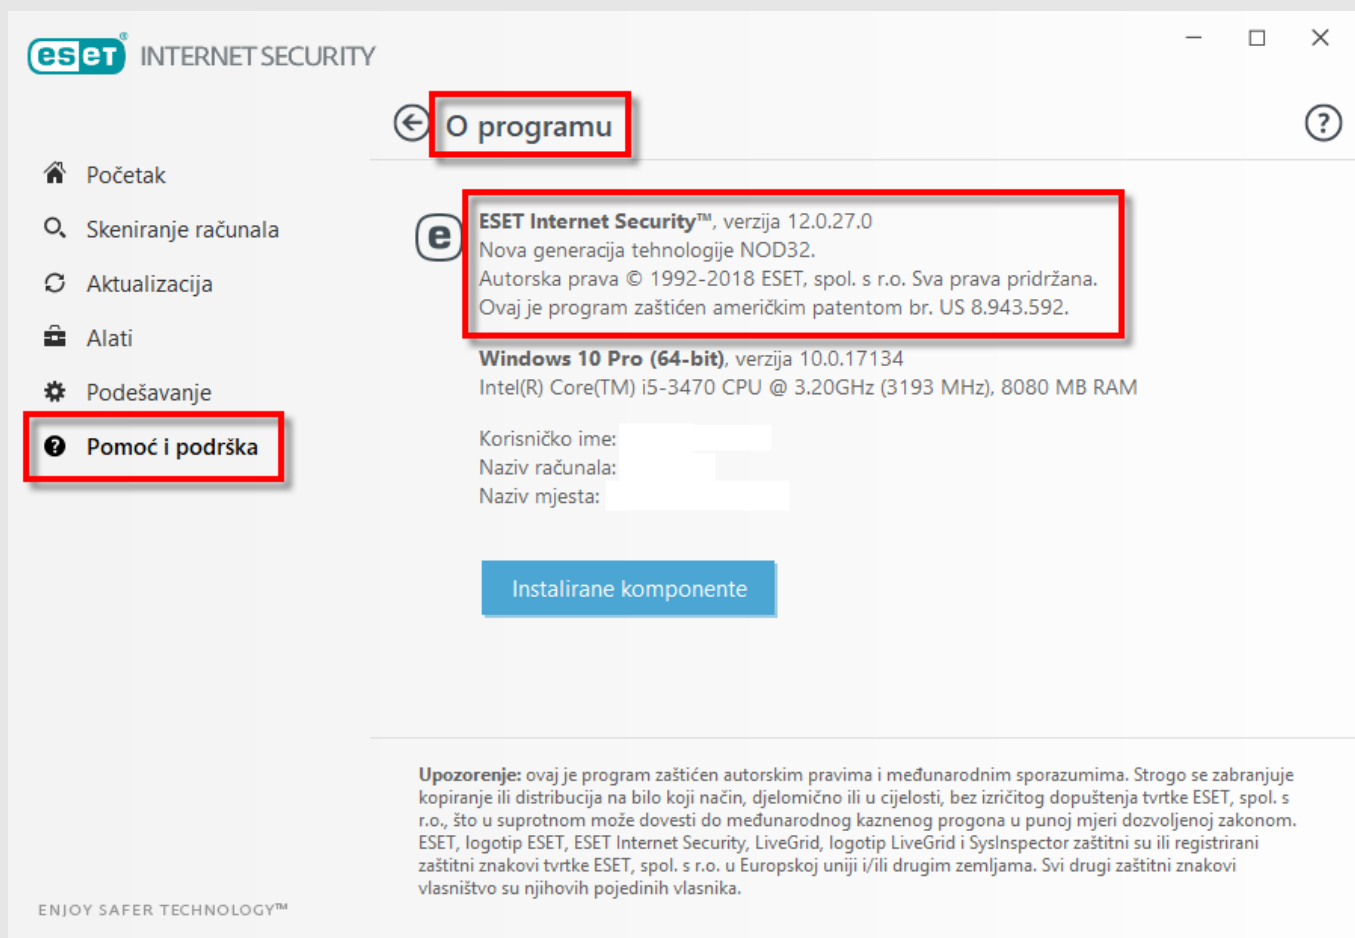 eset INTERNET SECURITY
O programu
Početak
Skeniranje računala
Aktualizacija
Alati
Podešavanje
Pomoć i podrška
ESET Internet Security™, verzija 12.0.27.0
Nova generacija tehnologije NOD32.
Autorska prava © 1992-2018 ESET, spol. s r.o. Sva prava pridržana.
Ovaj je program zaštićen američkim patentom br. US 8.943.592.
Windows 10 Pro (64-bit), verzija 10.0.17134
Intel(R) Core(TM) i5-3470 CPU @ 3.20GHz (3193 MHz), 8080 MB RAM
Korisničko ime:
Naziv računala:
Naziv mjesta:
Instalirane komponente
Upozorenje: ovaj je program zaštićen autorskim pravima i međunarodnim sporazumima. Strogo se zabranjuje
kopiranje ili distribucija na bilo koji način, djelomično ili u cijelosti, bez izričitog dopuštenja tvrtke ESET, spol. s
r.o., što u suprotnom može dovesti do međunarodnog kaznenog progona u punoj mjeri dozvoljenoj zakonom.
ESET, logotip ESET, ESET Internet Security, LiveGrid, logotip LiveGrid i SysInspector zaštitni su ili registrirani
zaštitni znakovi tvrtke ESET, spol. s r.o. u Europskoj uniji i/ili drugim zemljama. Svi drugi zaštitni znakovi
vlasništvo su njihovih pojedinih vlasnika.
ENJOY SAFER TECHNOLOGY™